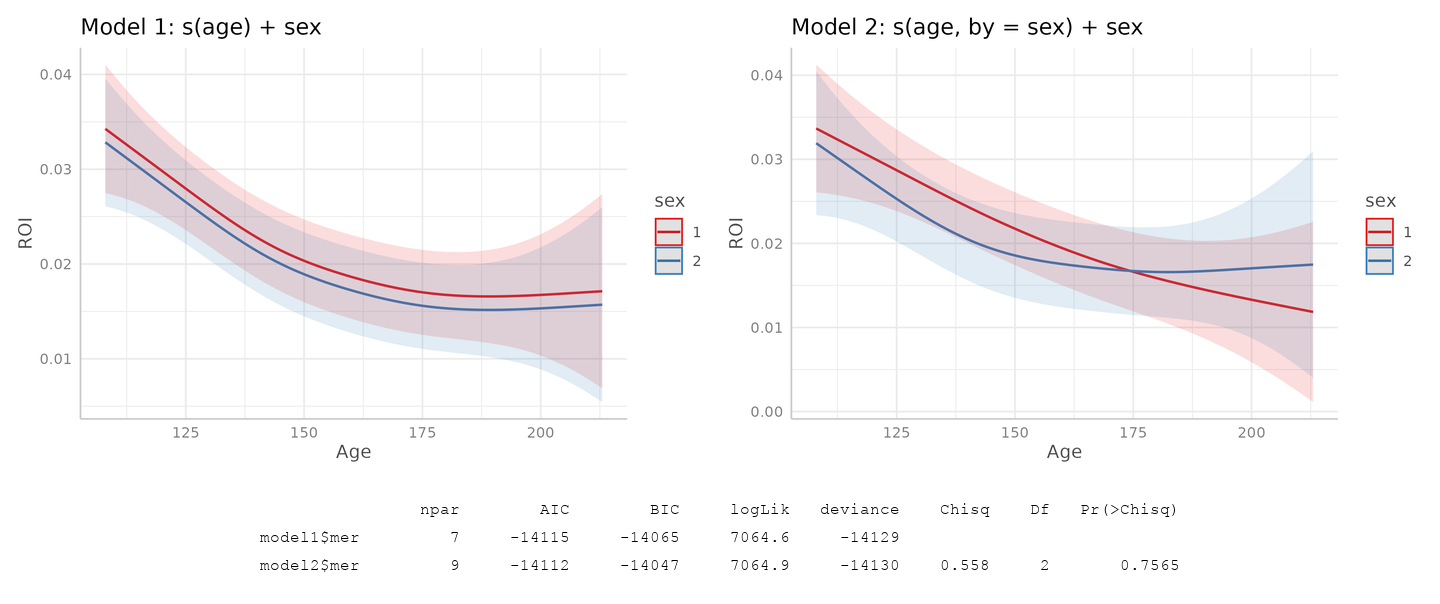 Model 1: s(age) + sex
0.04
0.03
0.02
0.01
ROI
125 150 175 200
Age
sex
1
2
Model 2: s(age, by = sex) + sex
0.04
0.03
0.02
0.01
0.00
ROI
125 150 175 200
Age
sex
1
2
npar AIC BIC logLik deviance Chisq Df Pr(>Chisq)
model1$mer 7 -14115 -14065 7064.6 -14129
model2$mer 9 -14112 -14047 7064.9 -14130 0.558 2 0.7565